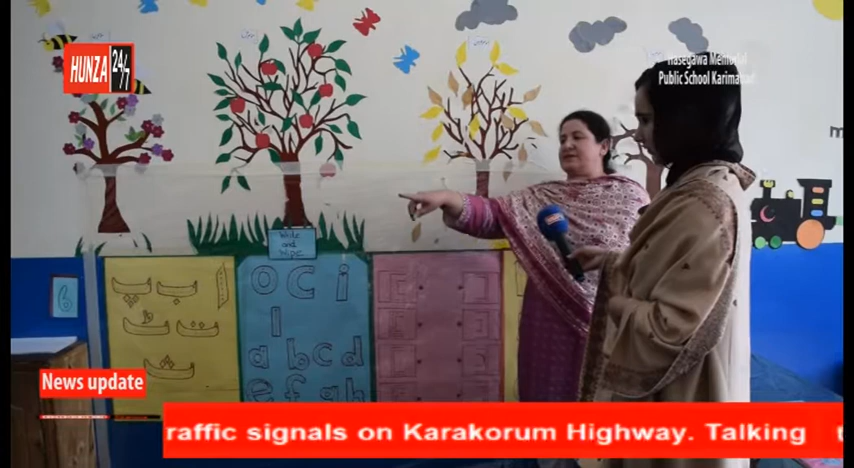 HUNZA 24/7
Hasegawa Memorial
Public School Karimabad
Write
and
Wipe
6
ا
ب پ
ت ٹ
ث
o c i
l
a b c d
e f g h
News update
raffic signals on Karakorum Highway. Talking t